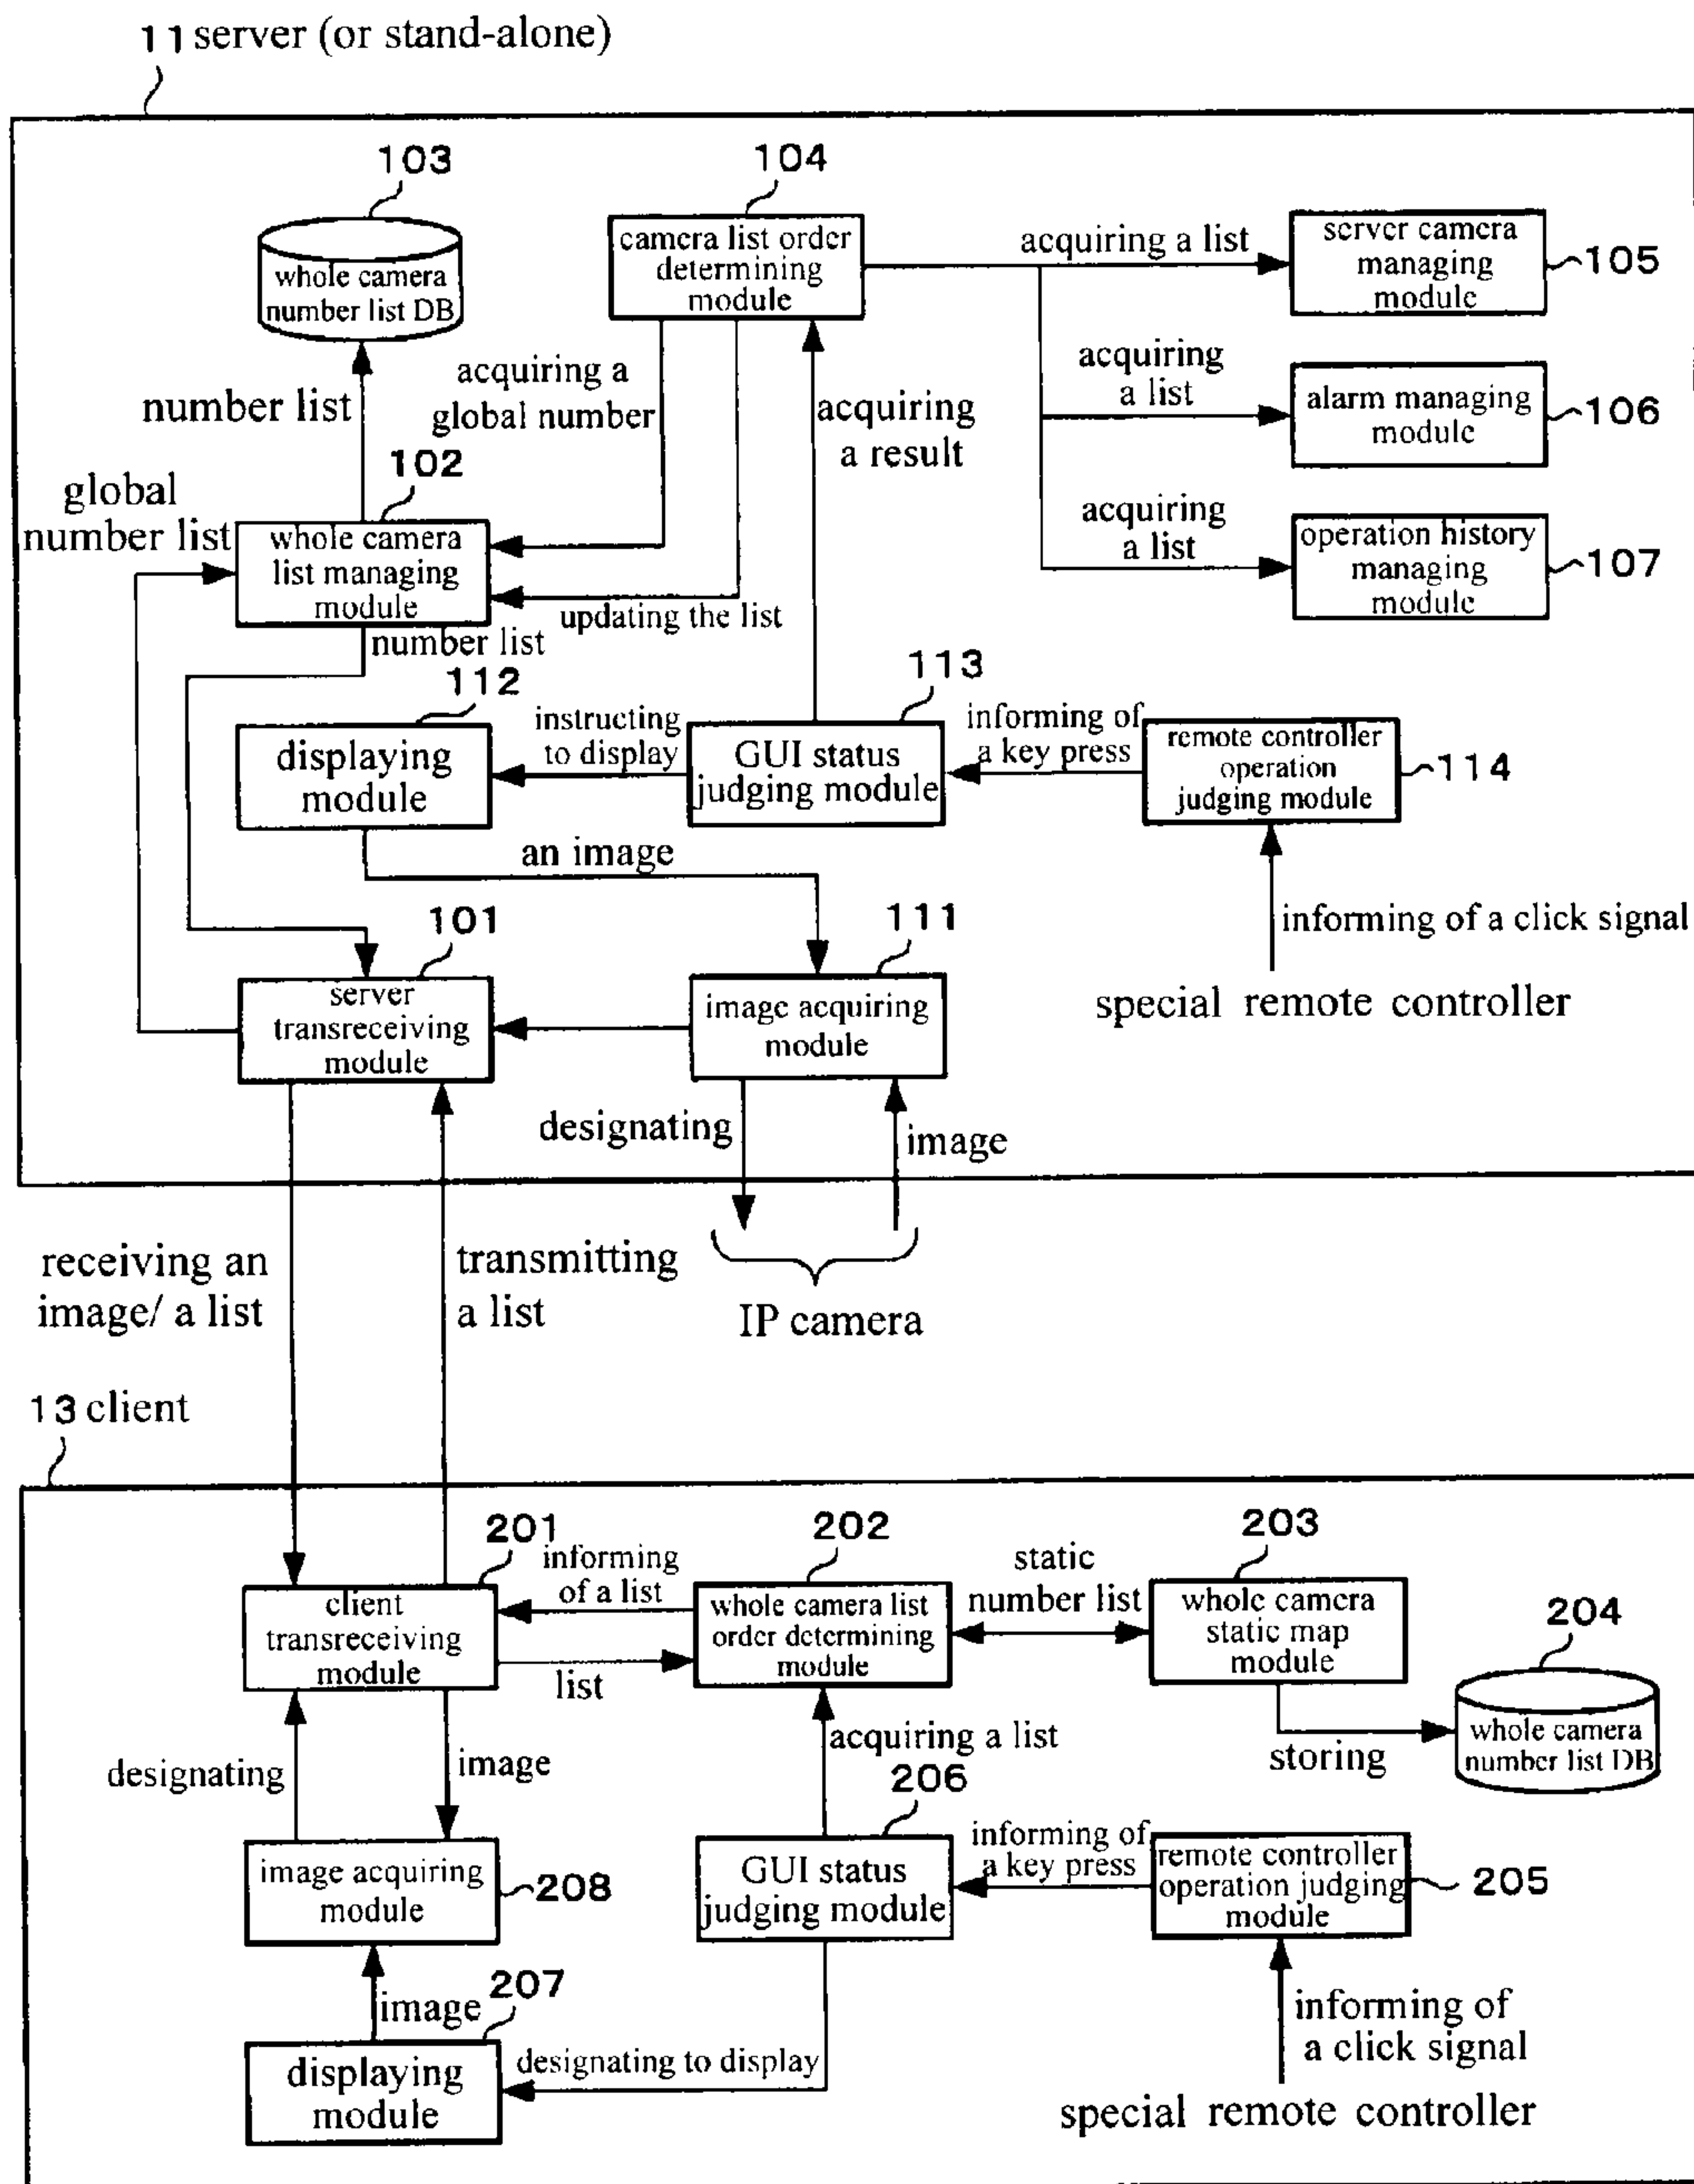 11 server (or stand-alone)
103
104
whole camera
number list DB
camera list order
determining
module
acquiring a list
server camera
managing
module
105
acquiring a
global number
number list
acquiring
a result
acquiring
a list
alarm managing
module
106
102
global
number list
whole camera
list managing
module
updating the list
acquiring
a list
operation history
managing
module
107
number list
112
113
displaying
module
instructing
to display
GUI status
judging module
informing of
a key press
remote controller
operation
judging module
114
an image
101
111
informing of a click signal
server
transreceiving
module
image acquiring
module
special remote controller
designating
image
receiving an
image/ a list
transmitting
a list
IP camera
13 client
201
202
203
client
transreceiving
module
informing
of a list
list
whole camera list
order determining
module
static
number list
whole camera
static map
module
204
whole camera
number list DB
storing
designating
image
acquiring a list
206
image acquiring
module
208
GUI status
judging module
informing of
a key press
remote controller
operation judging
module
205
image
207
displaying
module
designating to display
informing of
a click signal
special remote controller